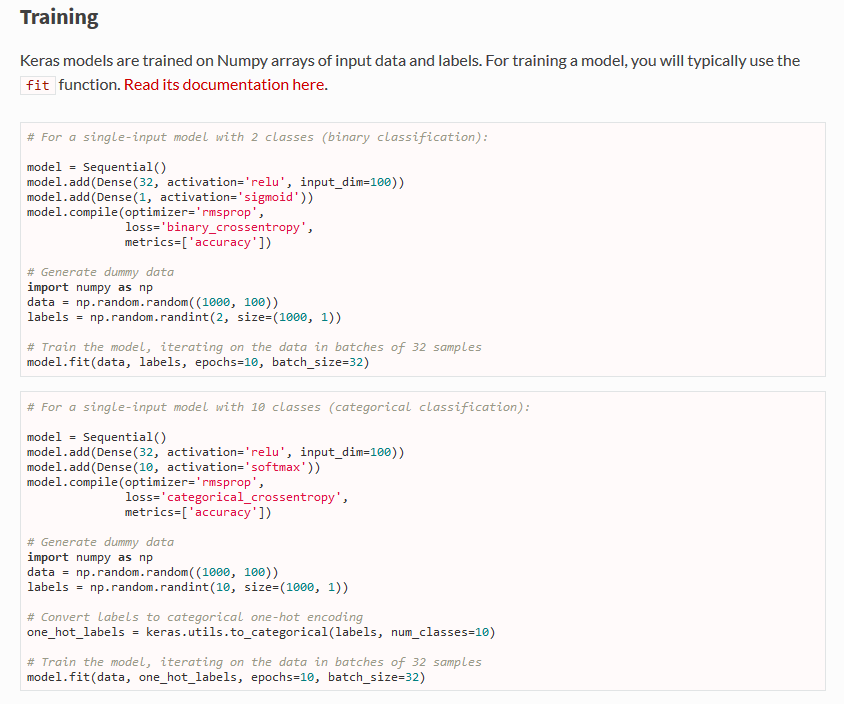 Training
Keras models are trained on Numpy arrays of input data and labels. For training a model, you will typically use the
fit function. Read its documentation here.
# For a single-input model with 2 classes (binary classification):
model = Sequential()
model.add(Dense(32, activation='relu', input_dim=100))
model.add(Dense(1, activation='sigmoid'))
model.compile(optimizer='rmsprop',
              loss='binary_crossentropy',
              metrics=['accuracy'])
# Generate dummy data
import numpy as np
data = np.random.random((1000, 100))
labels = np.random.randint(2, size=(1000, 1))
# Train the model, iterating on the data in batches of 32 samples
model.fit(data, labels, epochs=10, batch_size=32)
# For a single-input model with 10 classes (categorical classification):
model = Sequential()
model.add(Dense(32, activation='relu', input_dim=100))
model.add(Dense(10, activation='softmax'))
model.compile(optimizer='rmsprop',
              loss='categorical_crossentropy',
              metrics=['accuracy'])
# Generate dummy data
import numpy as np
data = np.random.random((1000, 100))
labels = np.random.randint(10, size=(1000, 1))
# Convert labels to categorical one-hot encoding
one_hot_labels = keras.utils.to_categorical(labels, num_classes=10)
# Train the model, iterating on the data in batches of 32 samples
model.fit(data, one_hot_labels, epochs=10, batch_size=32)